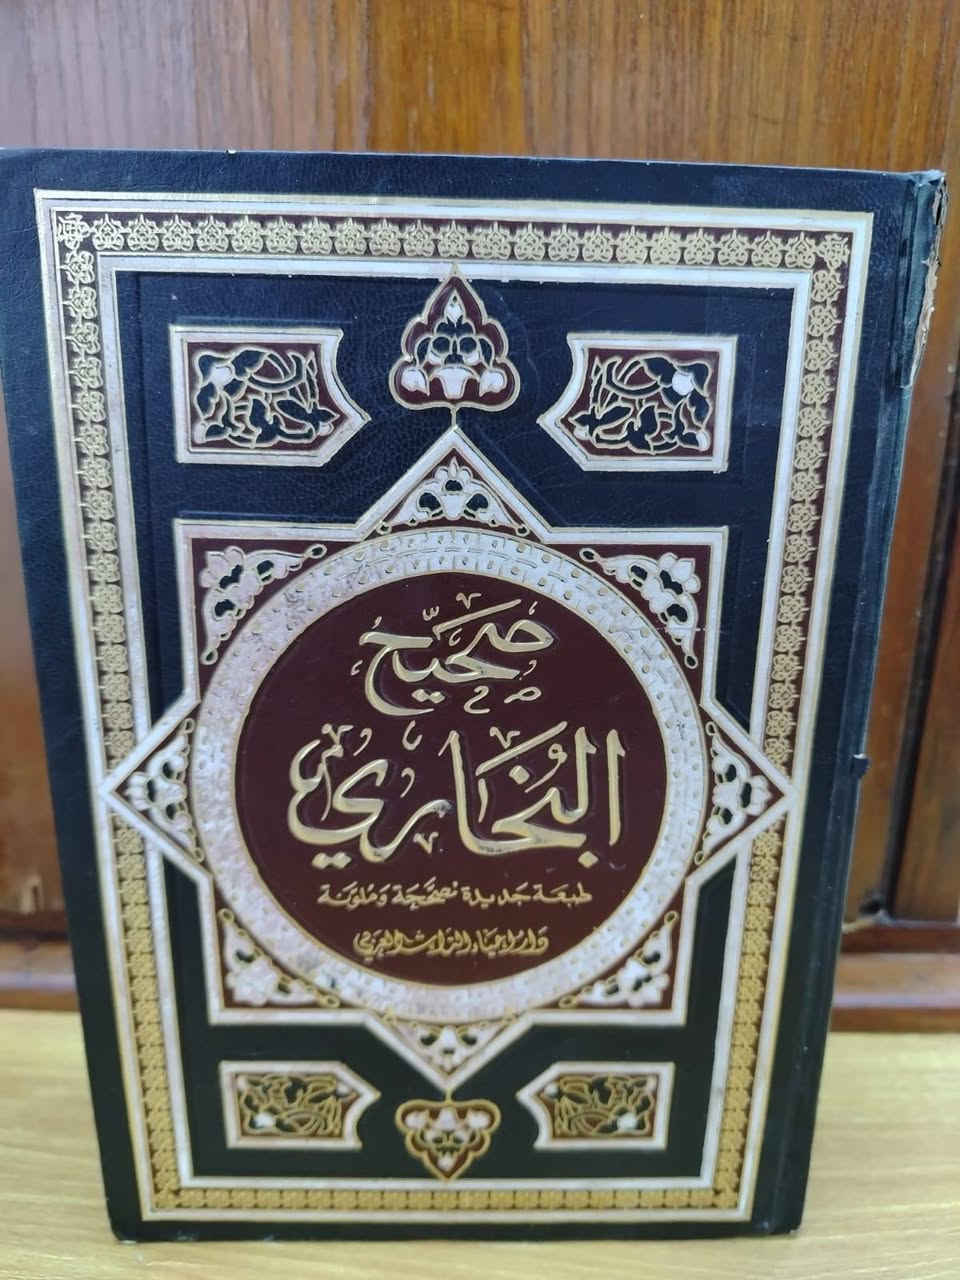 صحيح
البخاري
طبعة جديدة مصححة وملونة
دار إحياء التراث العربي